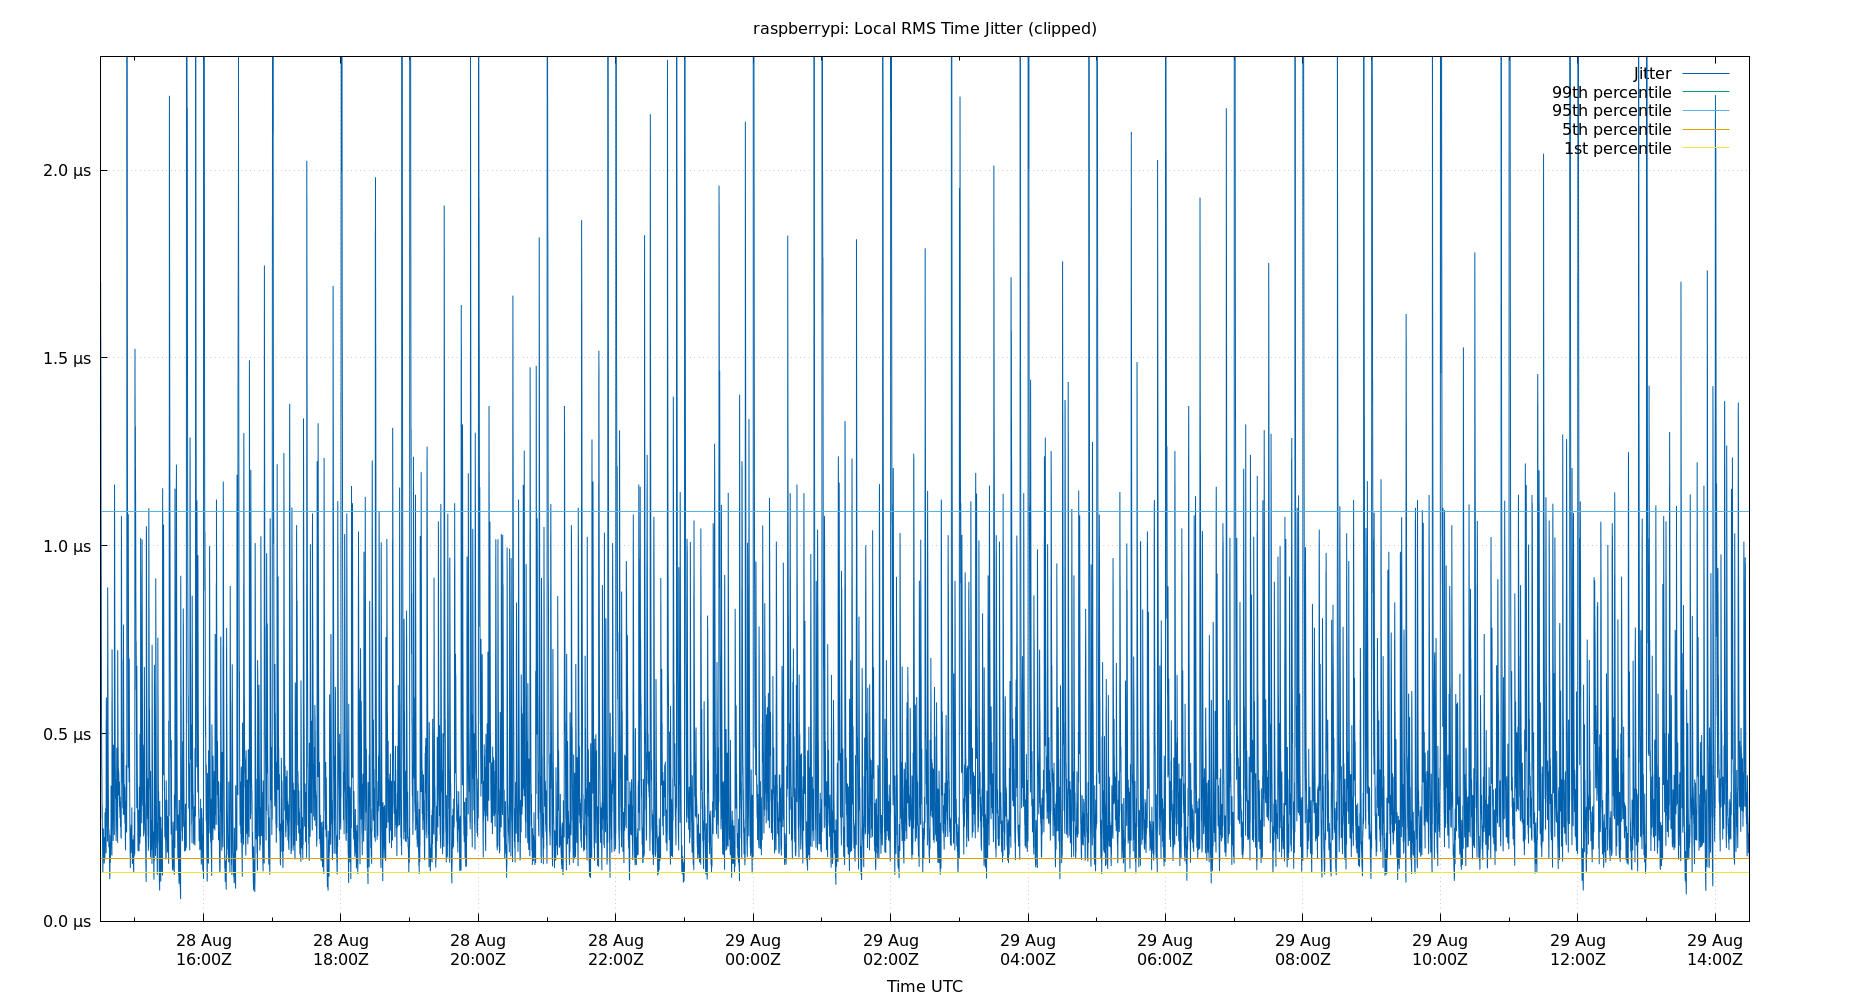 raspberrypi: Local RMS Time Jitter (clipped)
Jitter
99th percentile
95th percentile
5th percentile
1st percentile
2.0 µs
1.5 µs
1.0 µs
0.5 µs
0.0 µs
28 Aug 28 Aug 28 Aug 28 Aug 29 Aug 29 Aug 29 Aug 29 Aug 29 Aug 29 Aug 29 Aug 29 Aug
16:00Z 18:00Z 20:00Z 22:00Z 00:00Z 02:00Z 04:00Z 06:00Z 08:00Z 10:00Z 12:00Z 14:00Z
Time UTC